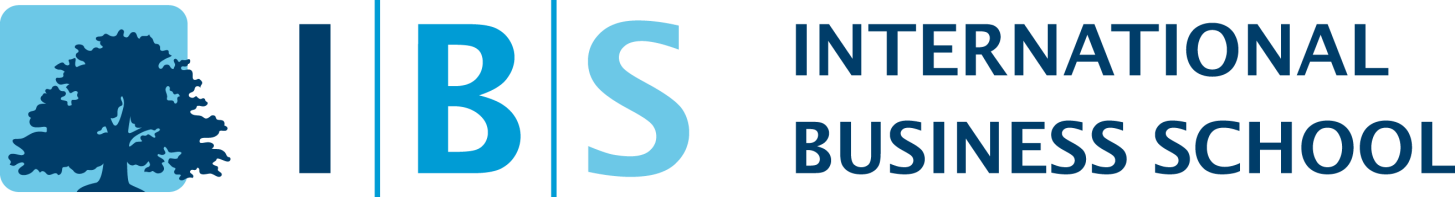 IBS
INTERNATIONAL
BUSINESS SCHOOL